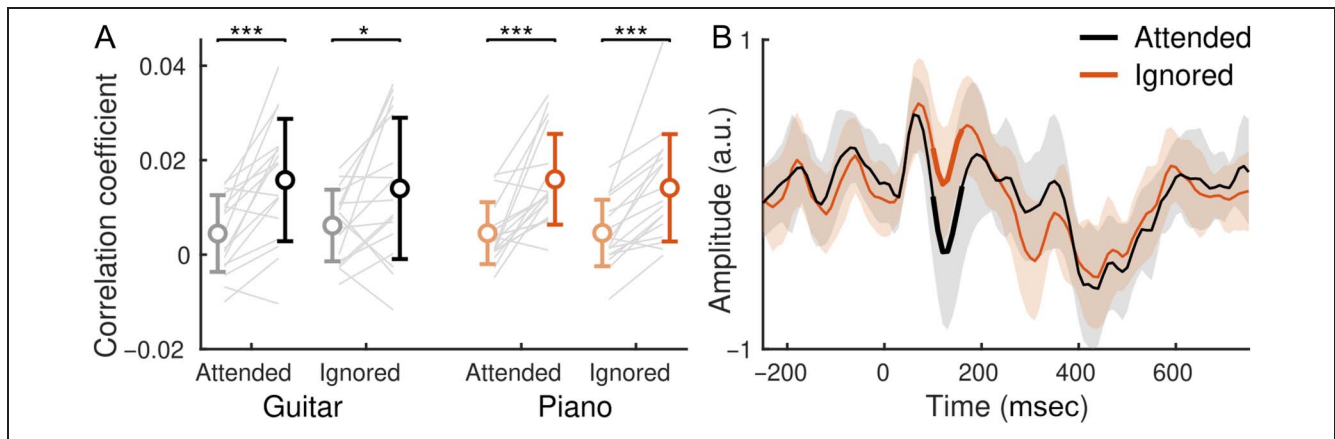 A
*** * *** ***
Correlation coefficient
0.04
0.02
0
−0.02
Attended Ignored Attended Ignored
Guitar Piano
B
Attended
Ignored
Amplitude (a.u.)
1
−1
−200 0 200 400 600
Time (msec)